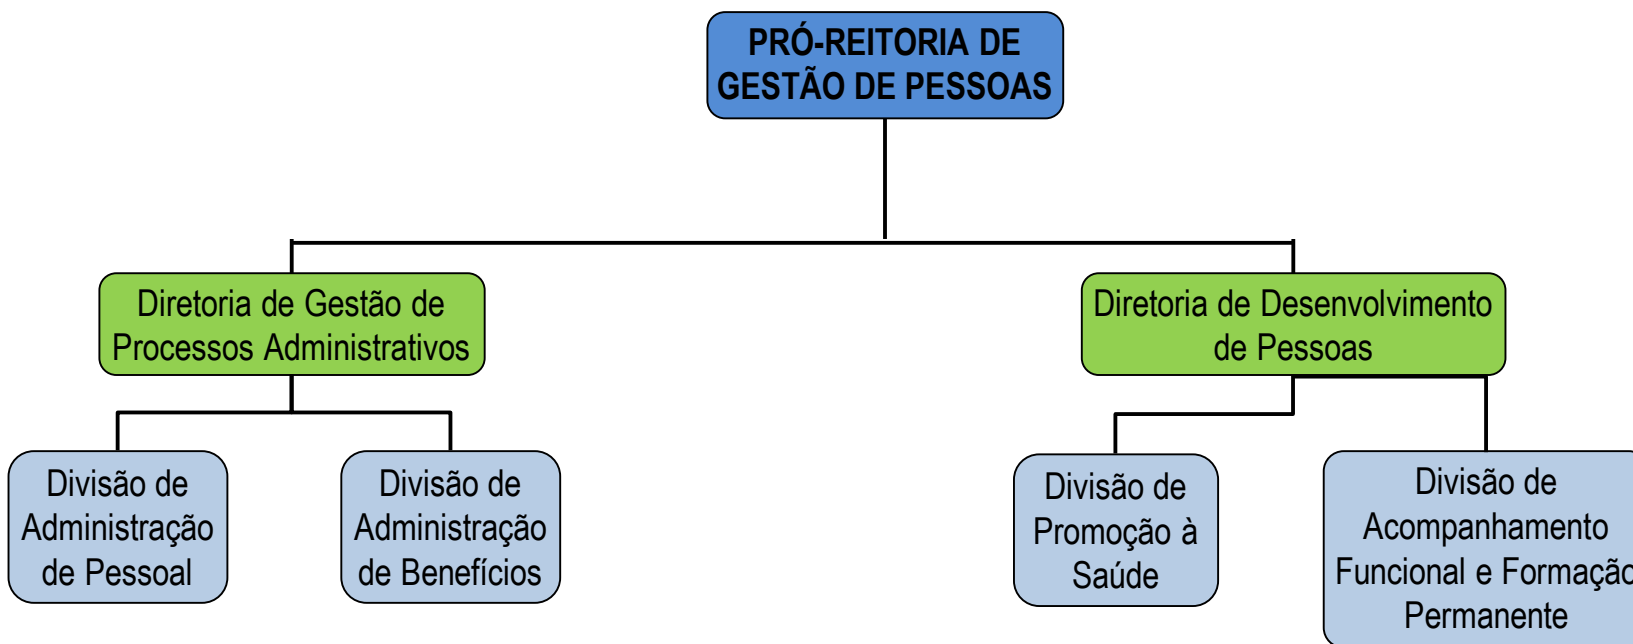 PRÓ-REITORIA DE
GESTÃO DE PESSOAS
Diretoria de Gestão de
Processos Administrativos
Diretoria de Desenvolvimento
de Pessoas
Divisão de
Administração
de Pessoal
Divisão de
Administração
de Benefícios
Divisão de
Promoção à
Saúde
Divisão de
Acompanhamento
Funcional e Formação
Permanente